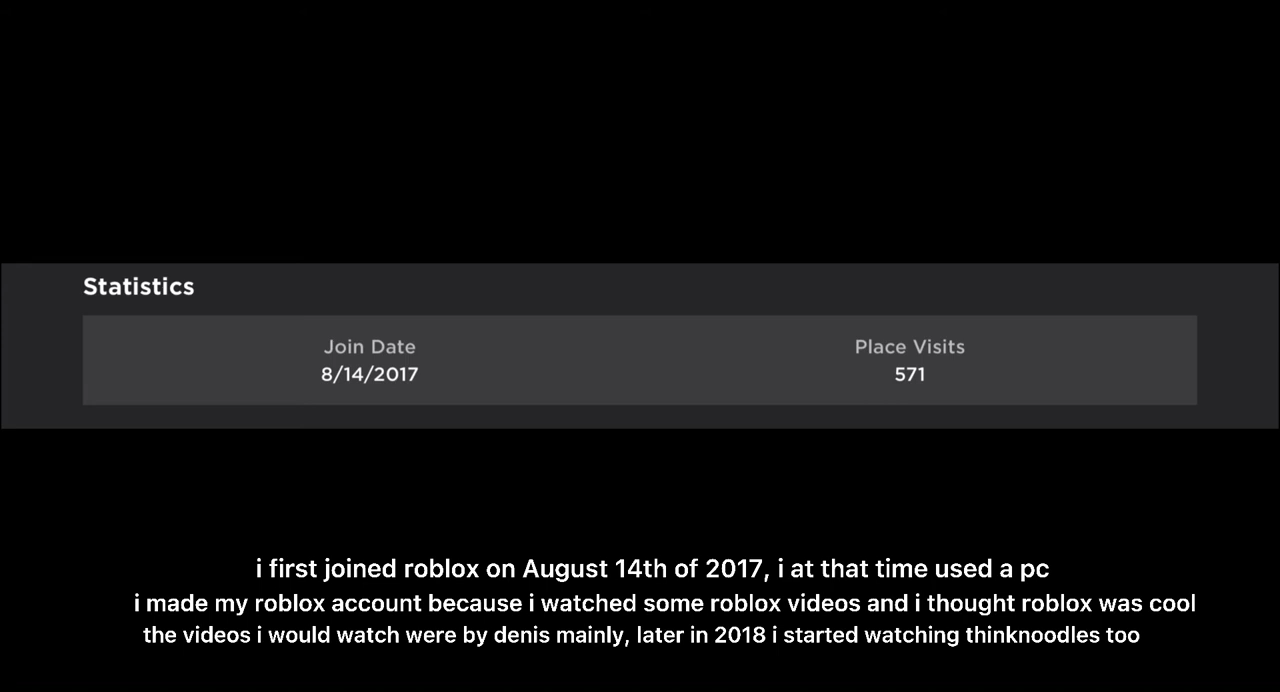 Statistics
Join Date
Place Visits
8/14/2017
571
i first joined roblox on August 14th of 2017, i at that time used a pc
i made my roblox account because i watched some roblox videos and i thought roblox was cool
the videos i would watch were by denis mainly, later in 2018 i started watching thinknoodles too